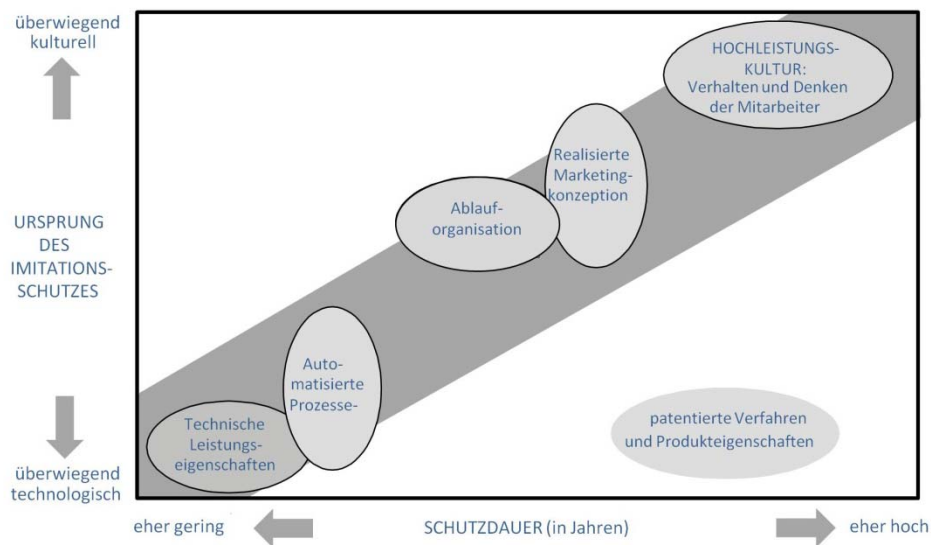 überwiegend
kulturell
URSPRUNG
DES
IMITATIONS-
SCHUTZES
überwiegend
technologisch
HOCHLEISTUNGS-
KULTUR:
Verhalten und Denken
der Mitarbeiter
Realisierte
Marketing-
konzeption
Ablauf-
organisation
Auto-
matisierte
Prozesse-
Technische
Leistungs-
eigenschaften
patentierte Verfahren
und Produkteigenschaften
eher gering
SCHUTZDAUER (in Jahren)
eher hoch